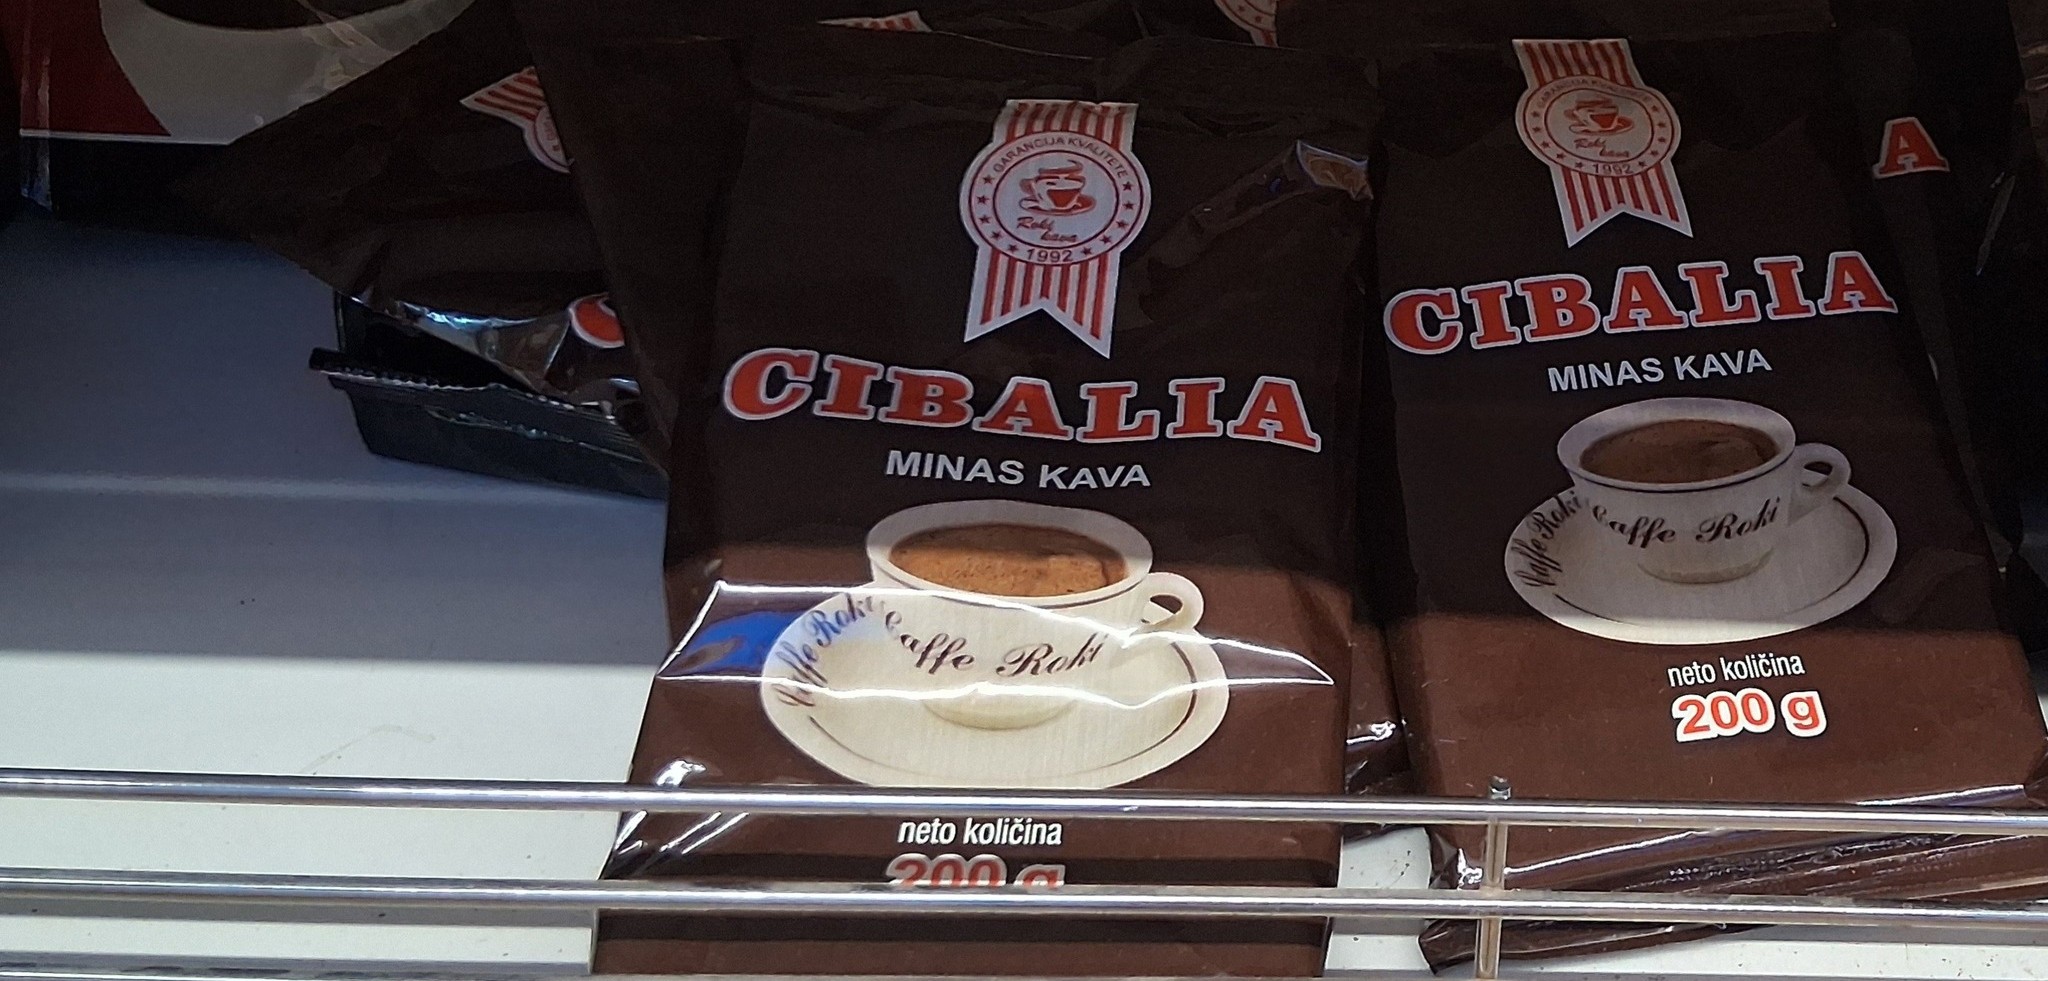 GARANCIJA KVALITETE
Roki
kava
1992
CIBALIA
MINAS KAVA
Caffe Roki
Caffe Roki
neto količina
200 g
GARANCIJA KVALITETE
Roki
kava
1992
CIBALIA
MINAS KAVA
Caffe Roki
Caffe Roki
neto količina
200 g
A